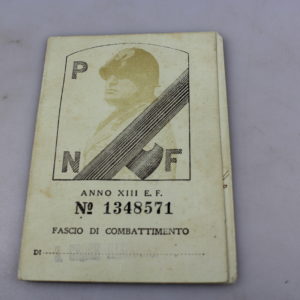 P
N F
ANNO XIII E. F.
Nº 1348571
FASCIO DI COMBATTIMENTO
DI